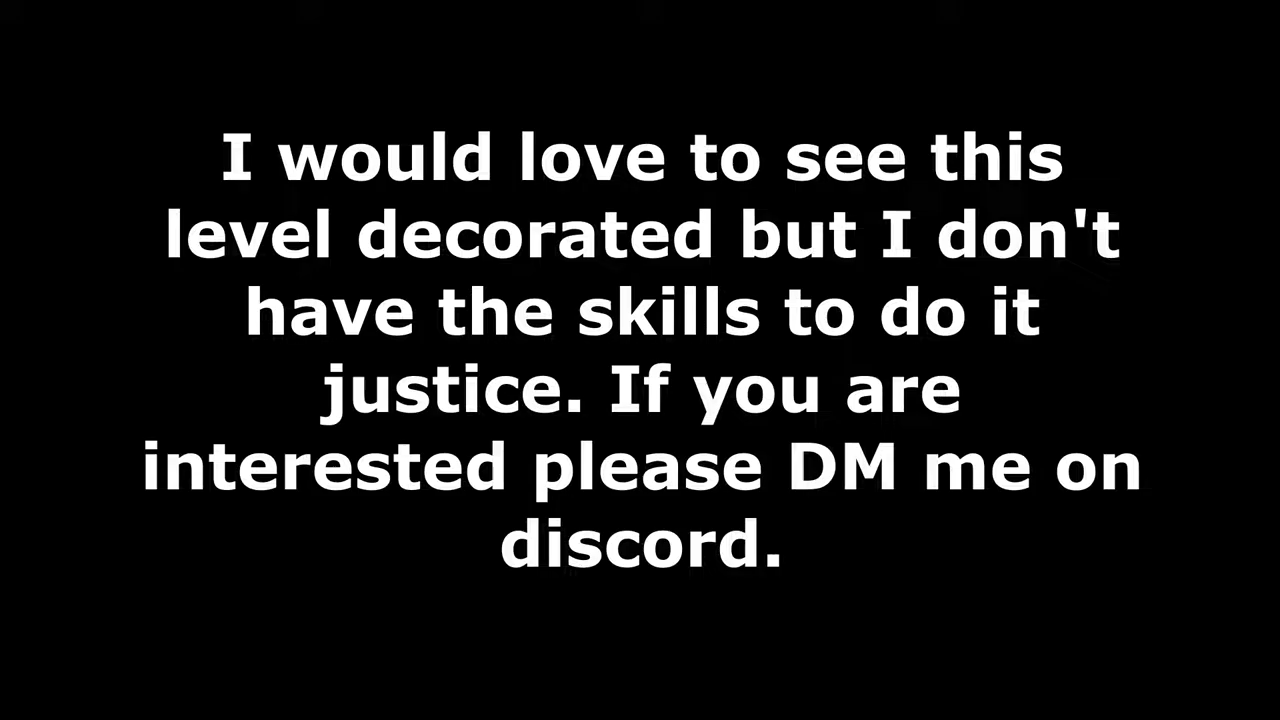 I would love to see this
level decorated but I don't
have the skills to do it
justice. If you are
interested please DM me on
discord.